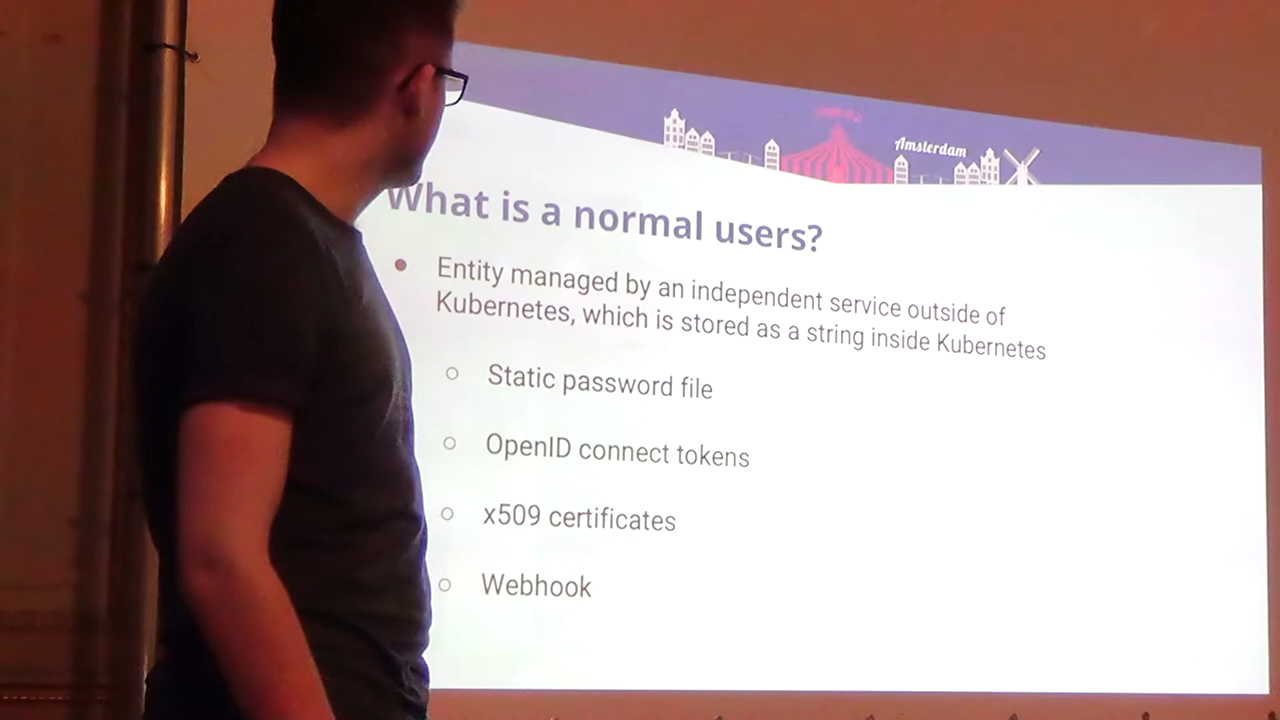 Amsterdam
What is a normal users?
Entity managed by an independent service outside of
Kubernetes, which is stored as a string inside Kubernetes
Static password file
OpenID connect tokens
x509 certificates
Webhook